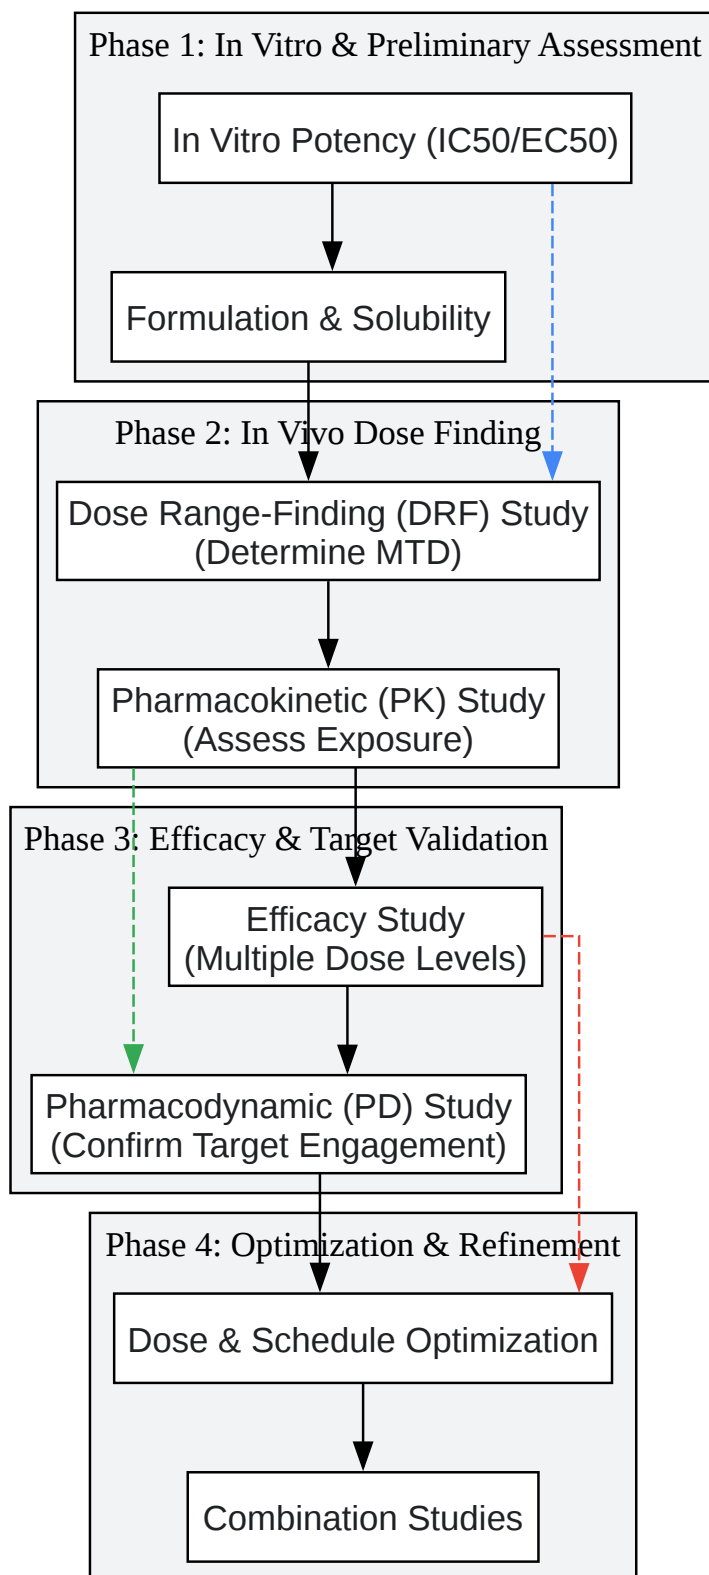 Phase 1: In Vitro & Preliminary Assessment
In Vitro Potency (IC50/EC50)
Formulation & Solubility
Phase 2: In Vivo Dose Finding
Dose Range-Finding (DRF) Study
(Determine MTD)
Pharmacokinetic (PK) Study
(Assess Exposure)
Phase 3: Efficacy & Target Validation
Efficacy Study
(Multiple Dose Levels)
Pharmacodynamic (PD) Study
(Confirm Target Engagement)
Phase 4: Optimization & Refinement
Dose & Schedule Optimization
Combination Studies